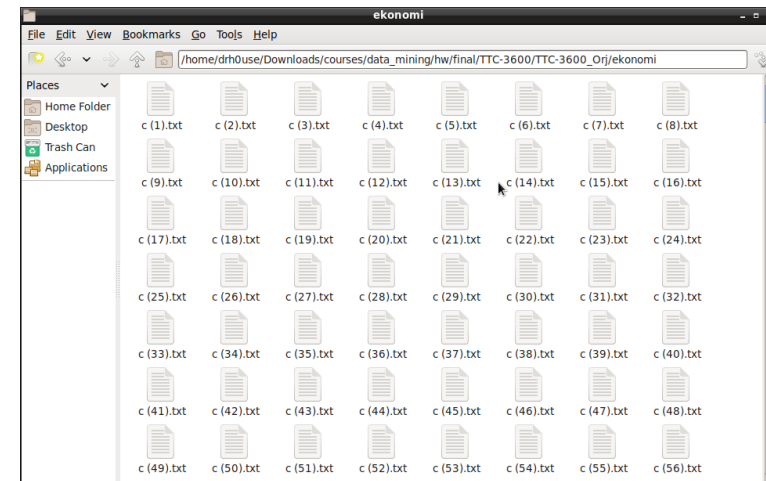 ekonomi
File Edit View Bookmarks Go Tools Help
/home/drh0use/Downloads/courses/data_mining/hw/final/TTC-3600/TTC-3600_Orj/ekonomi
Places
Home Folder
Desktop
Trash Can
Applications
c (1).txt c (2).txt c (3).txt c (4).txt c (5).txt c (6).txt c (7).txt c (8).txt
c (9).txt c (10).txt c (11).txt c (12).txt c (13).txt c (14).txt c (15).txt c (16).txt
c (17).txt c (18).txt c (19).txt c (20).txt c (21).txt c (22).txt c (23).txt c (24).txt
c (25).txt c (26).txt c (27).txt c (28).txt c (29).txt c (30).txt c (31).txt c (32).txt
c (33).txt c (34).txt c (35).txt c (36).txt c (37).txt c (38).txt c (39).txt c (40).txt
c (41).txt c (42).txt c (43).txt c (44).txt c (45).txt c (46).txt c (47).txt c (48).txt
c (49).txt c (50).txt c (51).txt c (52).txt c (53).txt c (54).txt c (55).txt c (56).txt